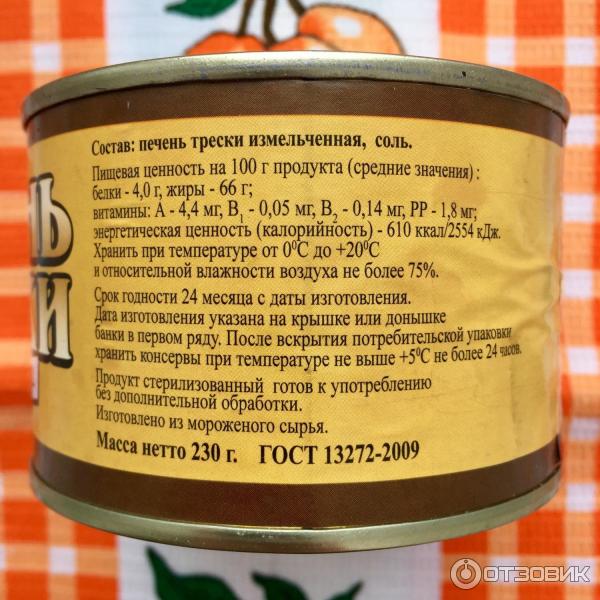 Состав: печень трески измельченная, соль.
Пищевая ценность на 100 г продукта (средние значения):
белки - 4,0 г, жиры - 66 г;
витамины: А - 4,4 мг, В1 - 0,05 мг, В2 - 0,14 мг, РР - 1,8 мг;
энергетическая ценность (калорийность) - 610 ккал/2554 кДж.
Хранить при температуре от 0⁰С до +20⁰С
и относительной влажности воздуха не более 75%.
Срок годности 24 месяца с даты изготовления.
Дата изготовления указана на крышке или донышке
банки в первом ряду. После вскрытия потребительской упаковки
хранить консервы при температуре не выше +5⁰С не более 24 часов.
Продукт стерилизованный готов к употреблению
без дополнительной обработки.
Изготовлено из мороженого сырья.
Масса нетто 230 г. ГОСТ 13272-2009
ОТЗОВИК